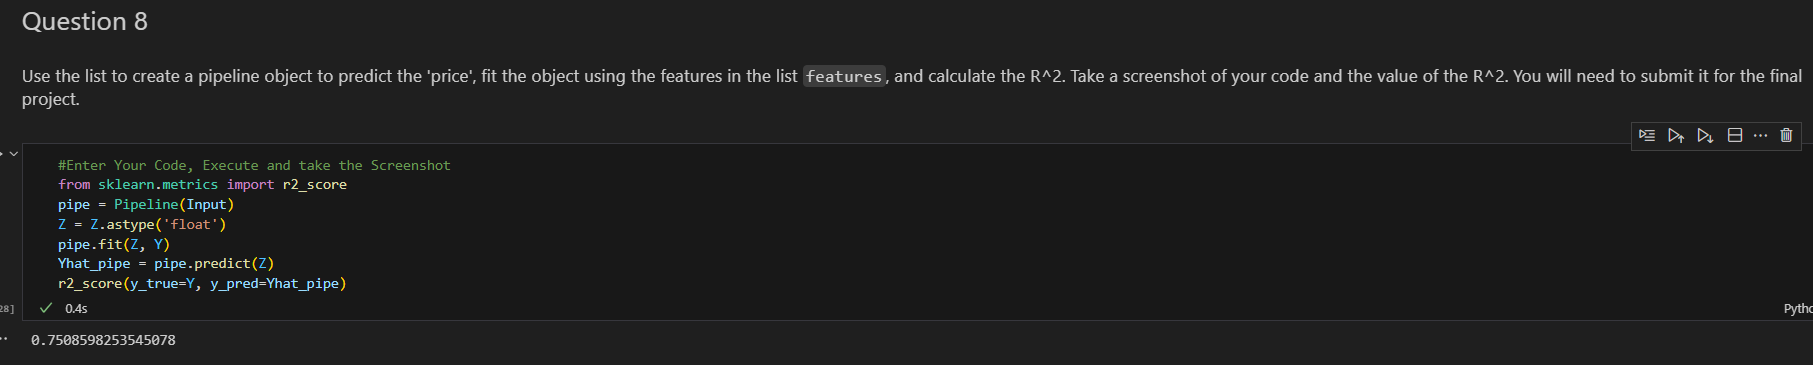 Question 8
Use the list to create a pipeline object to predict the 'price', fit the object using the features in the list features, and calculate the R^2. Take a screenshot of your code and the value of the R^2. You will need to submit it for the final
project.
#Enter Your Code, Execute and take the Screenshot
from sklearn.metrics import r2_score
pipe = Pipeline(Input)
Z = Z.astype('float')
pipe.fit(Z, Y)
Yhat_pipe = pipe.predict(Z)
r2_score(y_true=Y, y_pred=Yhat_pipe)
28] 0.4s Pytho
0.7508598253545078